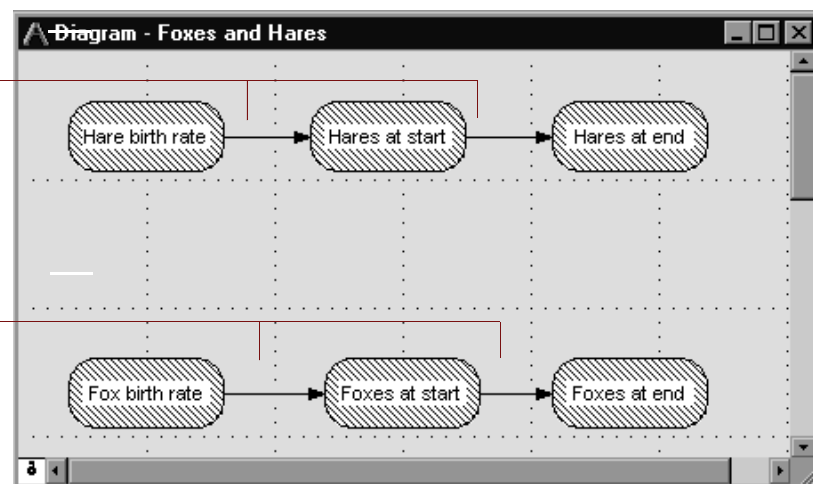 Diagram - Foxes and Hares
Hare birth rate
Hares at start
Hares at end
Fox birth rate
Foxes at start
Foxes at end